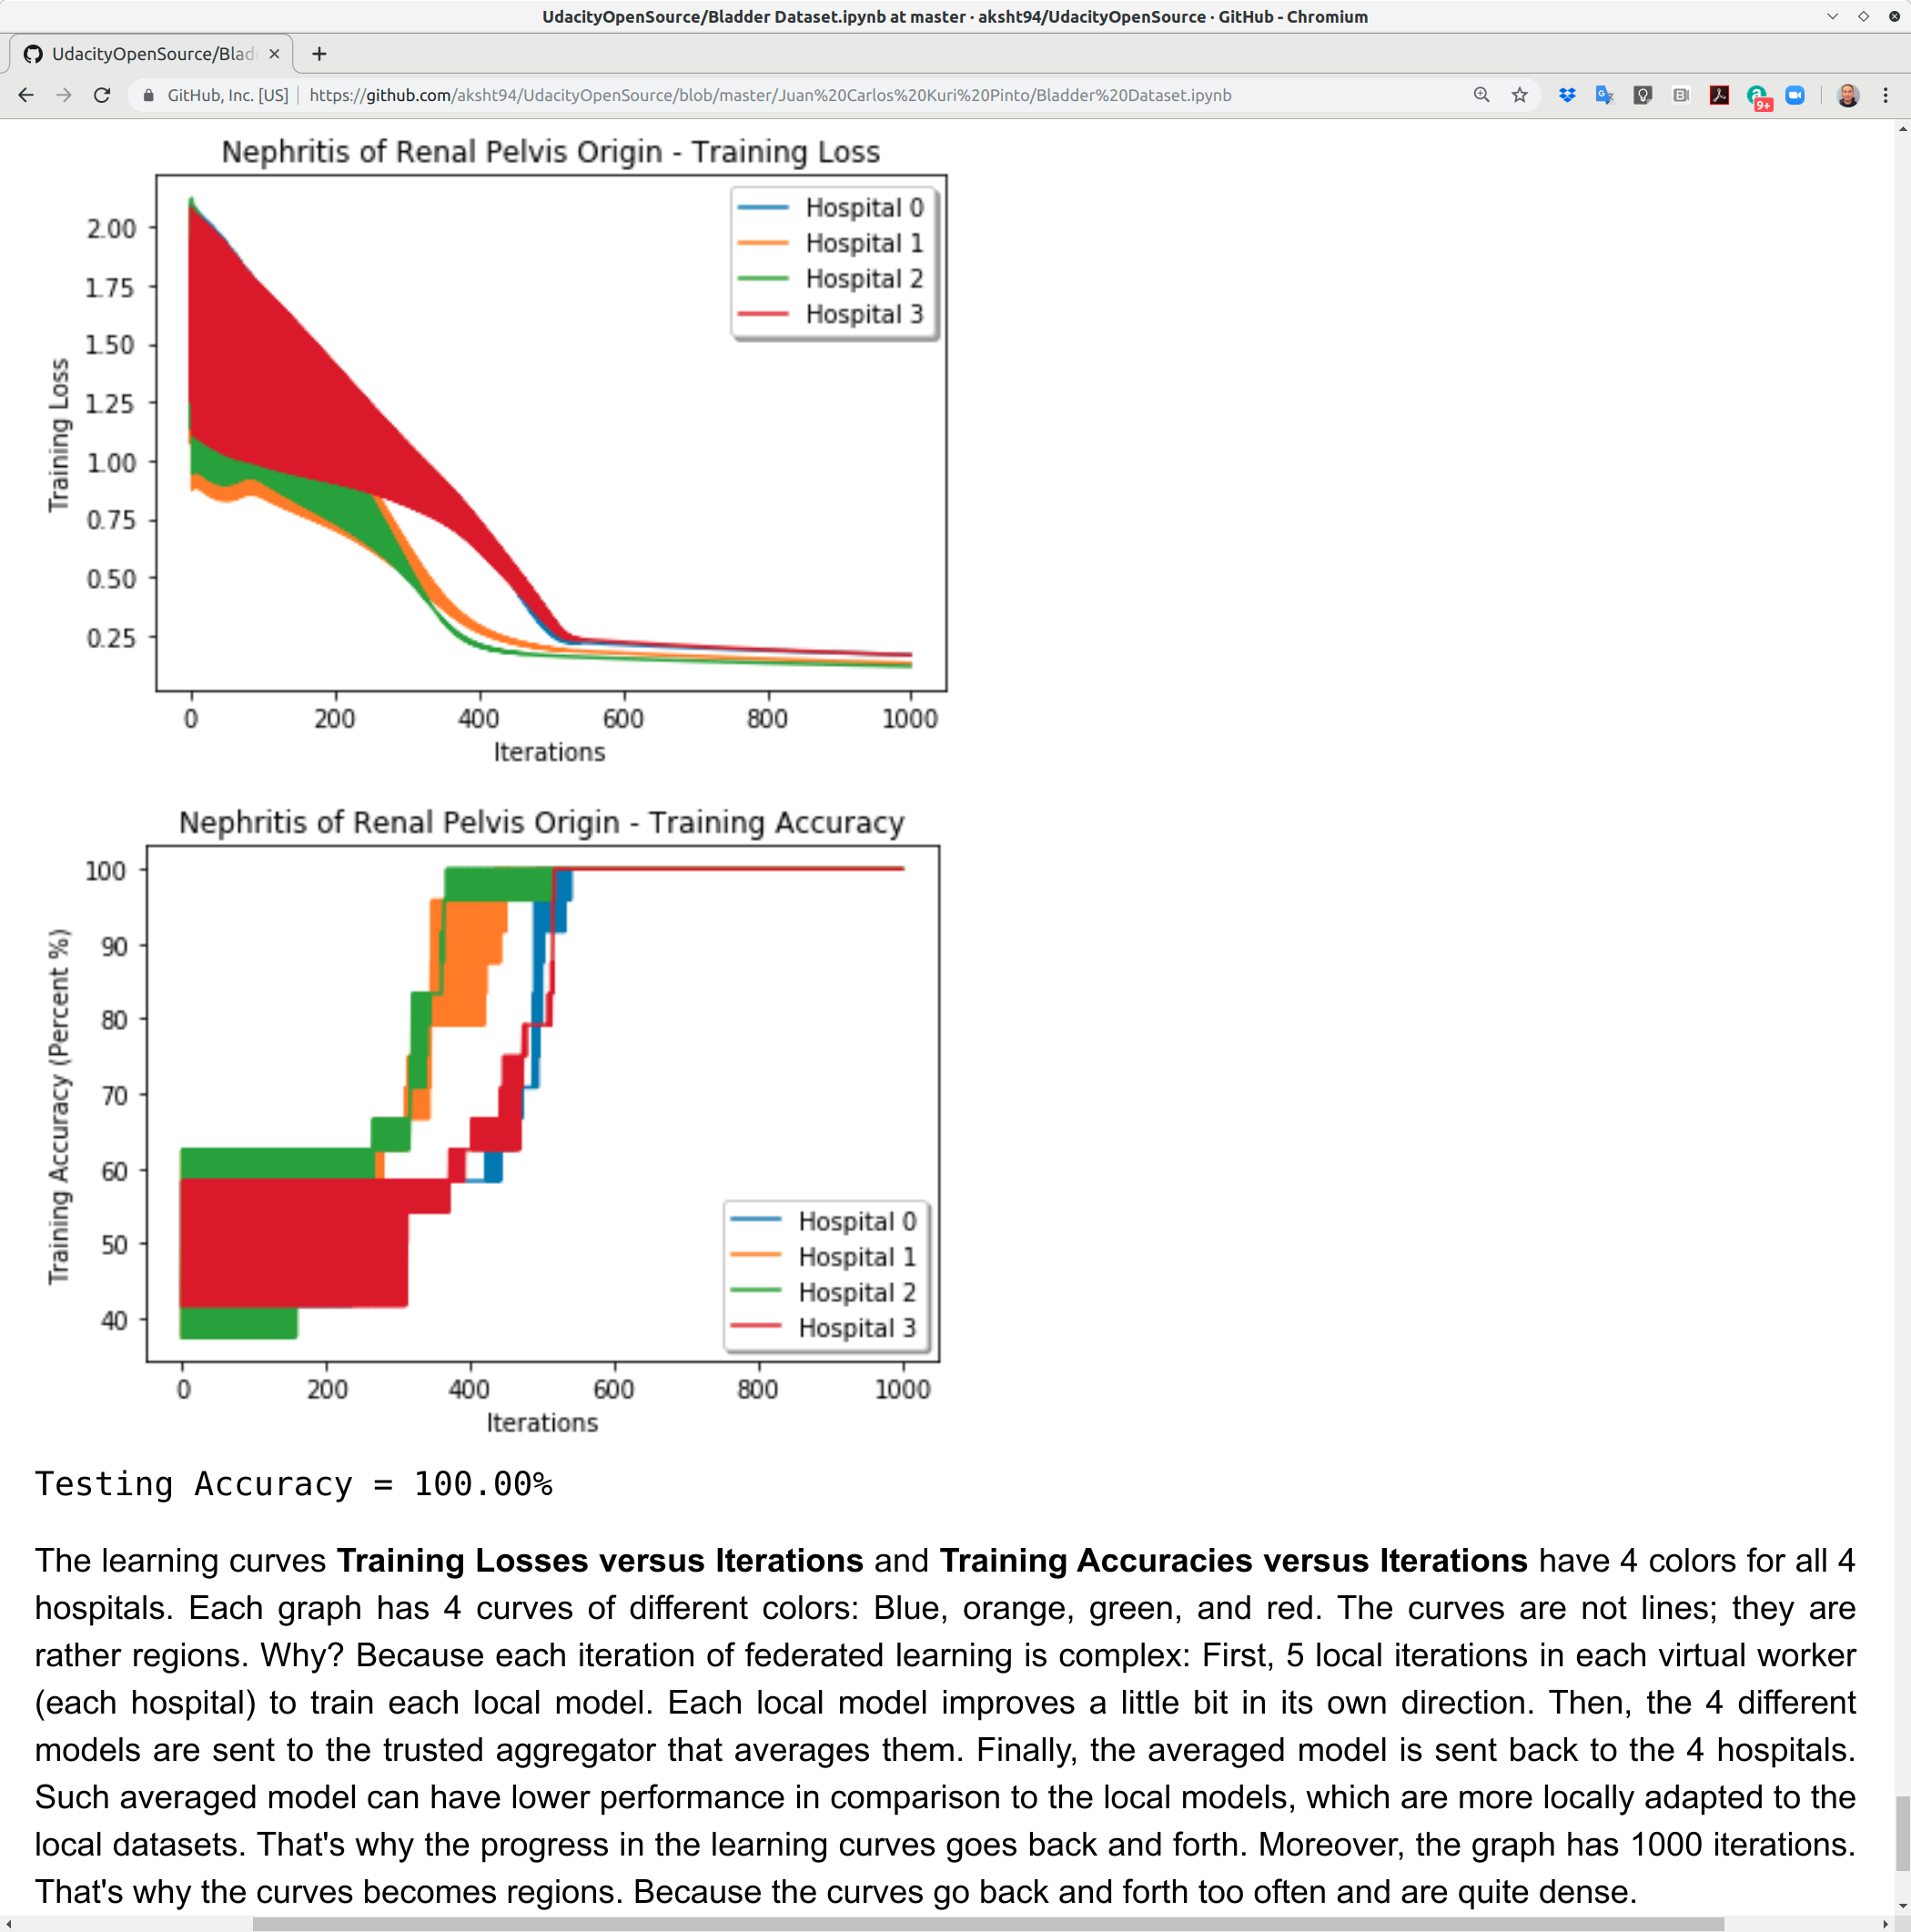 UdacityOpenSource/Bladder Dataset.ipynb at master · aksht94/UdacityOpenSource · GitHub - Chromium
UdacityOpenSource/Blad
GitHub, Inc. [US] https://github.com/aksht94/UdacityOpenSource/blob/master/Juan%20Carlos%20Kuri%20Pinto/Bladder%20Dataset.ipynb
9+
Nephritis of Renal Pelvis Origin - Training Loss
Hospital 0
Hospital 1
Hospital 2
Hospital 3
2.00
1.75
1.50
1.25
1.00
0.75
0.50
0.25
Training Loss
0 200 400 600 800 1000
Iterations
Nephritis of Renal Pelvis Origin - Training Accuracy
100
90
80
70
60
50
40
Training Accuracy (Percent %)
Hospital 0
Hospital 1
Hospital 2
Hospital 3
0 200 400 600 800 1000
Iterations
Testing Accuracy = 100.00%
The learning curves Training Losses versus Iterations and Training Accuracies versus Iterations have 4 colors for all 4
hospitals. Each graph has 4 curves of different colors: Blue, orange, green, and red. The curves are not lines; they are
rather regions. Why? Because each iteration of federated learning is complex: First, 5 local iterations in each virtual worker
(each hospital) to train each local model. Each local model improves a little bit in its own direction. Then, the 4 different
models are sent to the trusted aggregator that averages them. Finally, the averaged model is sent back to the 4 hospitals.
Such averaged model can have lower performance in comparison to the local models, which are more locally adapted to the
local datasets. That's why the progress in the learning curves goes back and forth. Moreover, the graph has 1000 iterations.
That's why the curves becomes regions. Because the curves go back and forth too often and are quite dense.